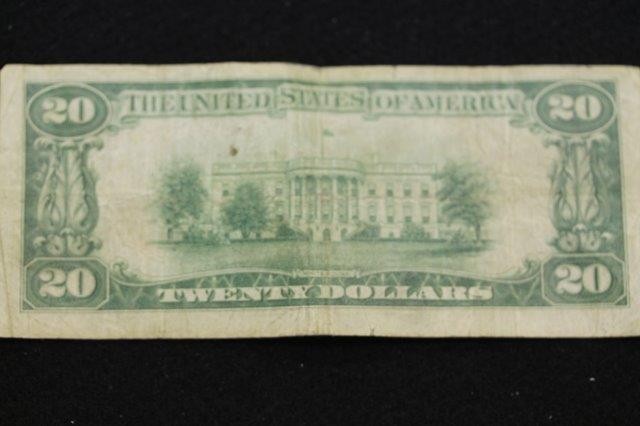 20 THE UNITED STATES OF AMERICA 20
20 TWENTY DOLLARS 20